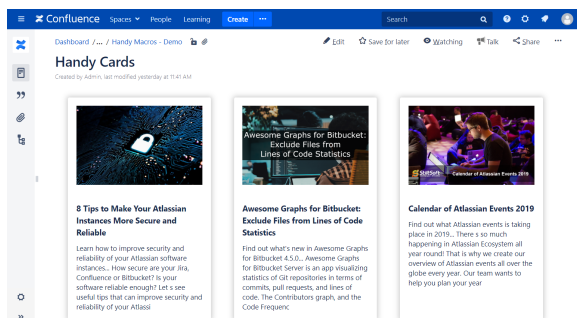 Confluence Spaces People Learning Create ··· Search
Dashboard /... / Handy Macros - Demo
Edit Save for later Watching Talk Share ···
Handy Cards
Created by Admin, last modified yesterday at 11:41 AM
Awesome Graphs for Bitbucket:
Exclude Files from
Lines of Code Statistics
StiltSoft Calendar of Atlassian Events 2019
8 Tips to Make Your Atlassian
Instances More Secure and
Reliable
Learn how to improve security and
reliability of your Atlassian software
instances... How secure are your Jira,
Confluence or Bitbucket? Is your
software reliable enough? Let s see
useful tips that can improve security and
reliability of your Atlassi
Awesome Graphs for Bitbucket:
Exclude Files from Lines of Code
Statistics
Find out what's new in Awesome Graphs
for Bitbucket 4.5.0... Awesome Graphs
for Bitbucket Server is an app visualizing
statistics of Git repositories in terms of
commits, pull requests, and lines of
code. The Contributors graph, and the
Code Frequenc
Calendar of Atlassian Events 2019
Find out what Atlassian events is taking
place in 2019... There s so much
happening in Atlassian Ecosystem all
year round! That is why we create our
overview of Atlassian events all over the
globe every year. Our team wants to
help you plan your year